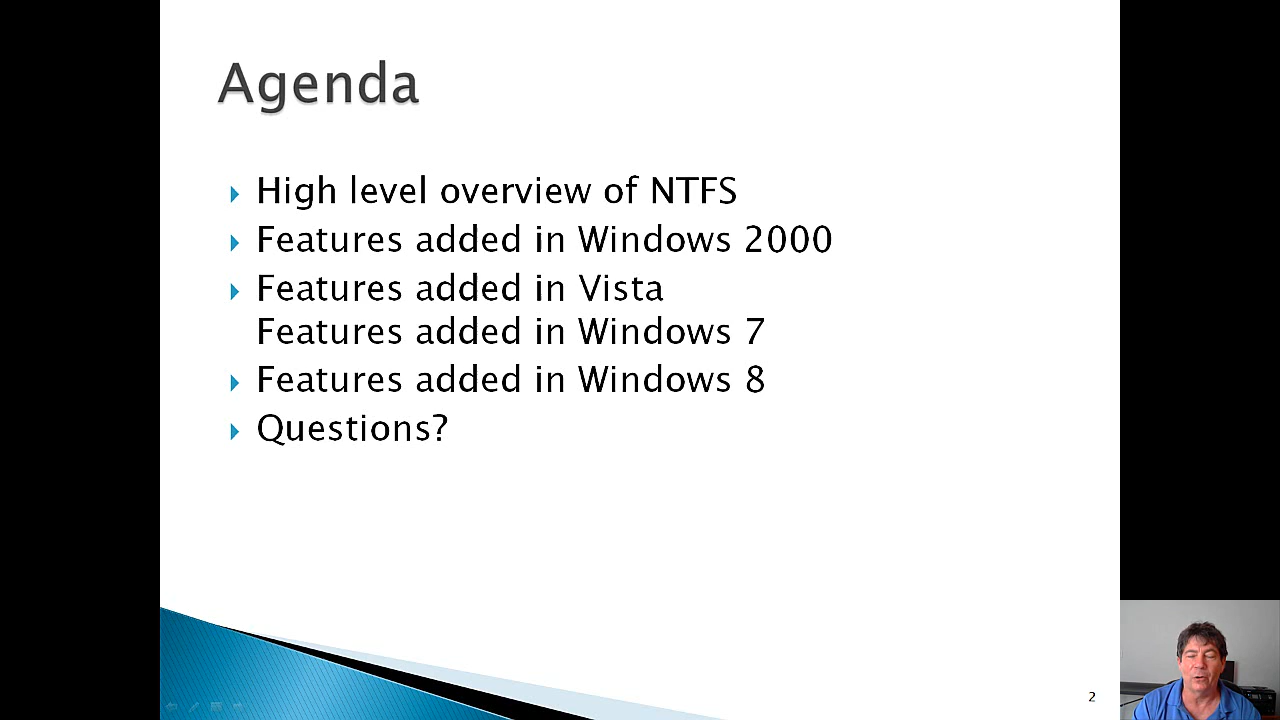 Agenda
High level overview of NTFS
Features added in Windows 2000
Features added in Vista
Features added in Windows 7
Features added in Windows 8
Questions?
2